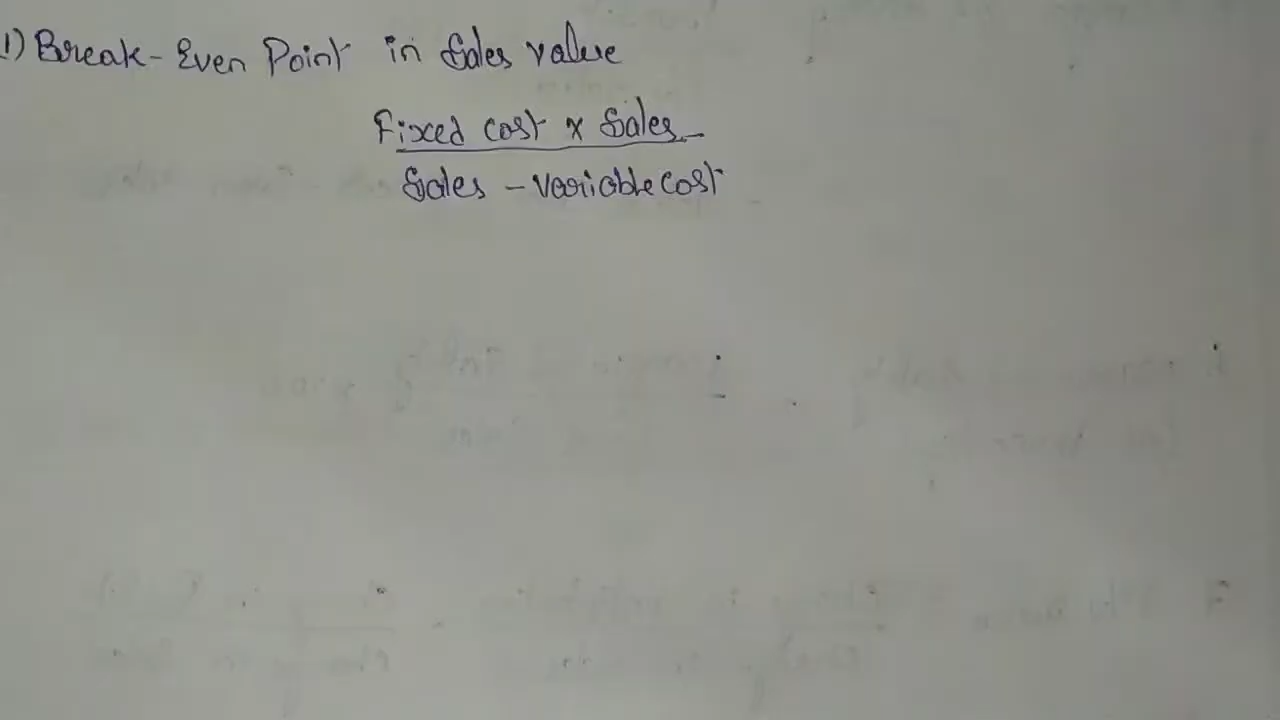 1) Break-Even Point in Sales value
Fixed cost x Sales
Sales - variable cost